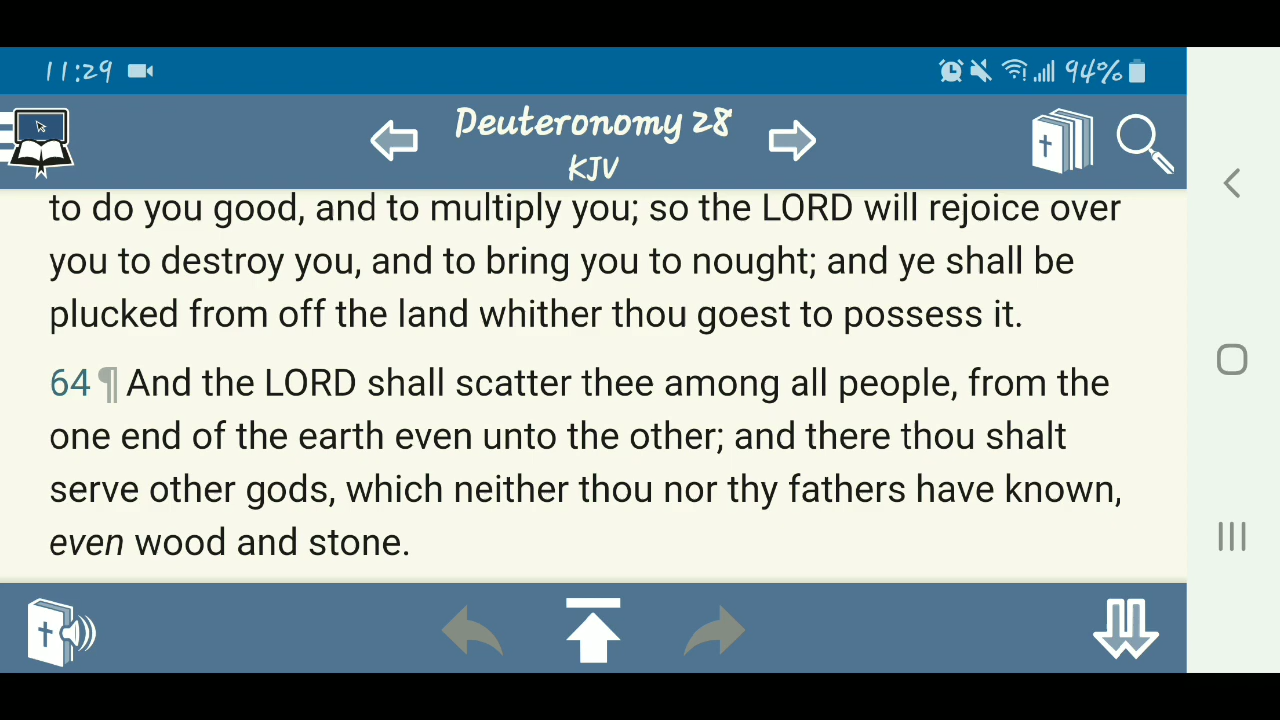 11:29 94%
Deuteronomy 28
KJV
to do you good, and to multiply you; so the LORD will rejoice over
you to destroy you, and to bring you to nought; and ye shall be
plucked from off the land whither thou goest to possess it.
64 ¶ And the LORD shall scatter thee among all people, from the
one end of the earth even unto the other; and there thou shalt
serve other gods, which neither thou nor thy fathers have known,
even wood and stone.